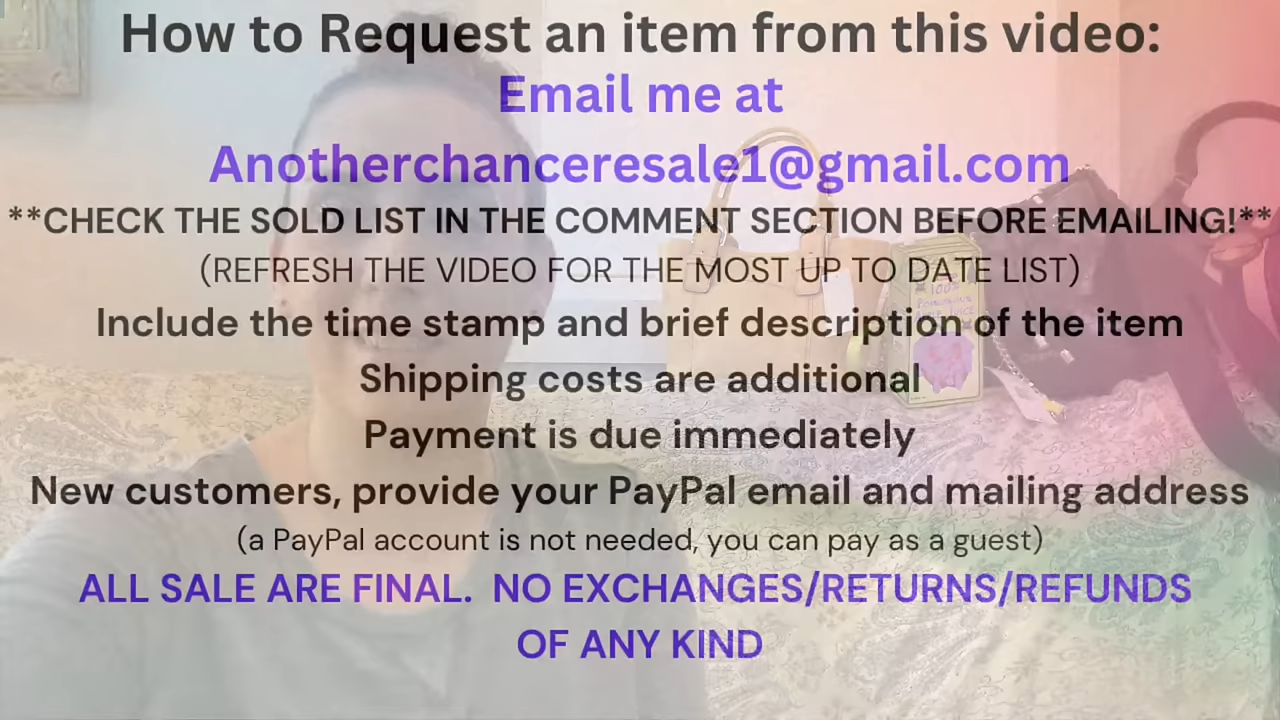 How to Request an item from this video:
Email me at
Anotherchanceresale1@gmail.com
**CHECK THE SOLD LIST IN THE COMMENT SECTION BEFORE EMAILING!**
(REFRESH THE VIDEO FOR THE MOST UP TO DATE LIST)
Include the time stamp and brief description of the item
100%
Poisonous
Apple Juice
Shipping costs are additional
Payment is due immediately
New customers, provide your PayPal email and mailing address
(a PayPal account is not needed, you can pay as a guest)
ALL SALE ARE FINAL.  NO EXCHANGES/RETURNS/REFUNDS
OF ANY KIND